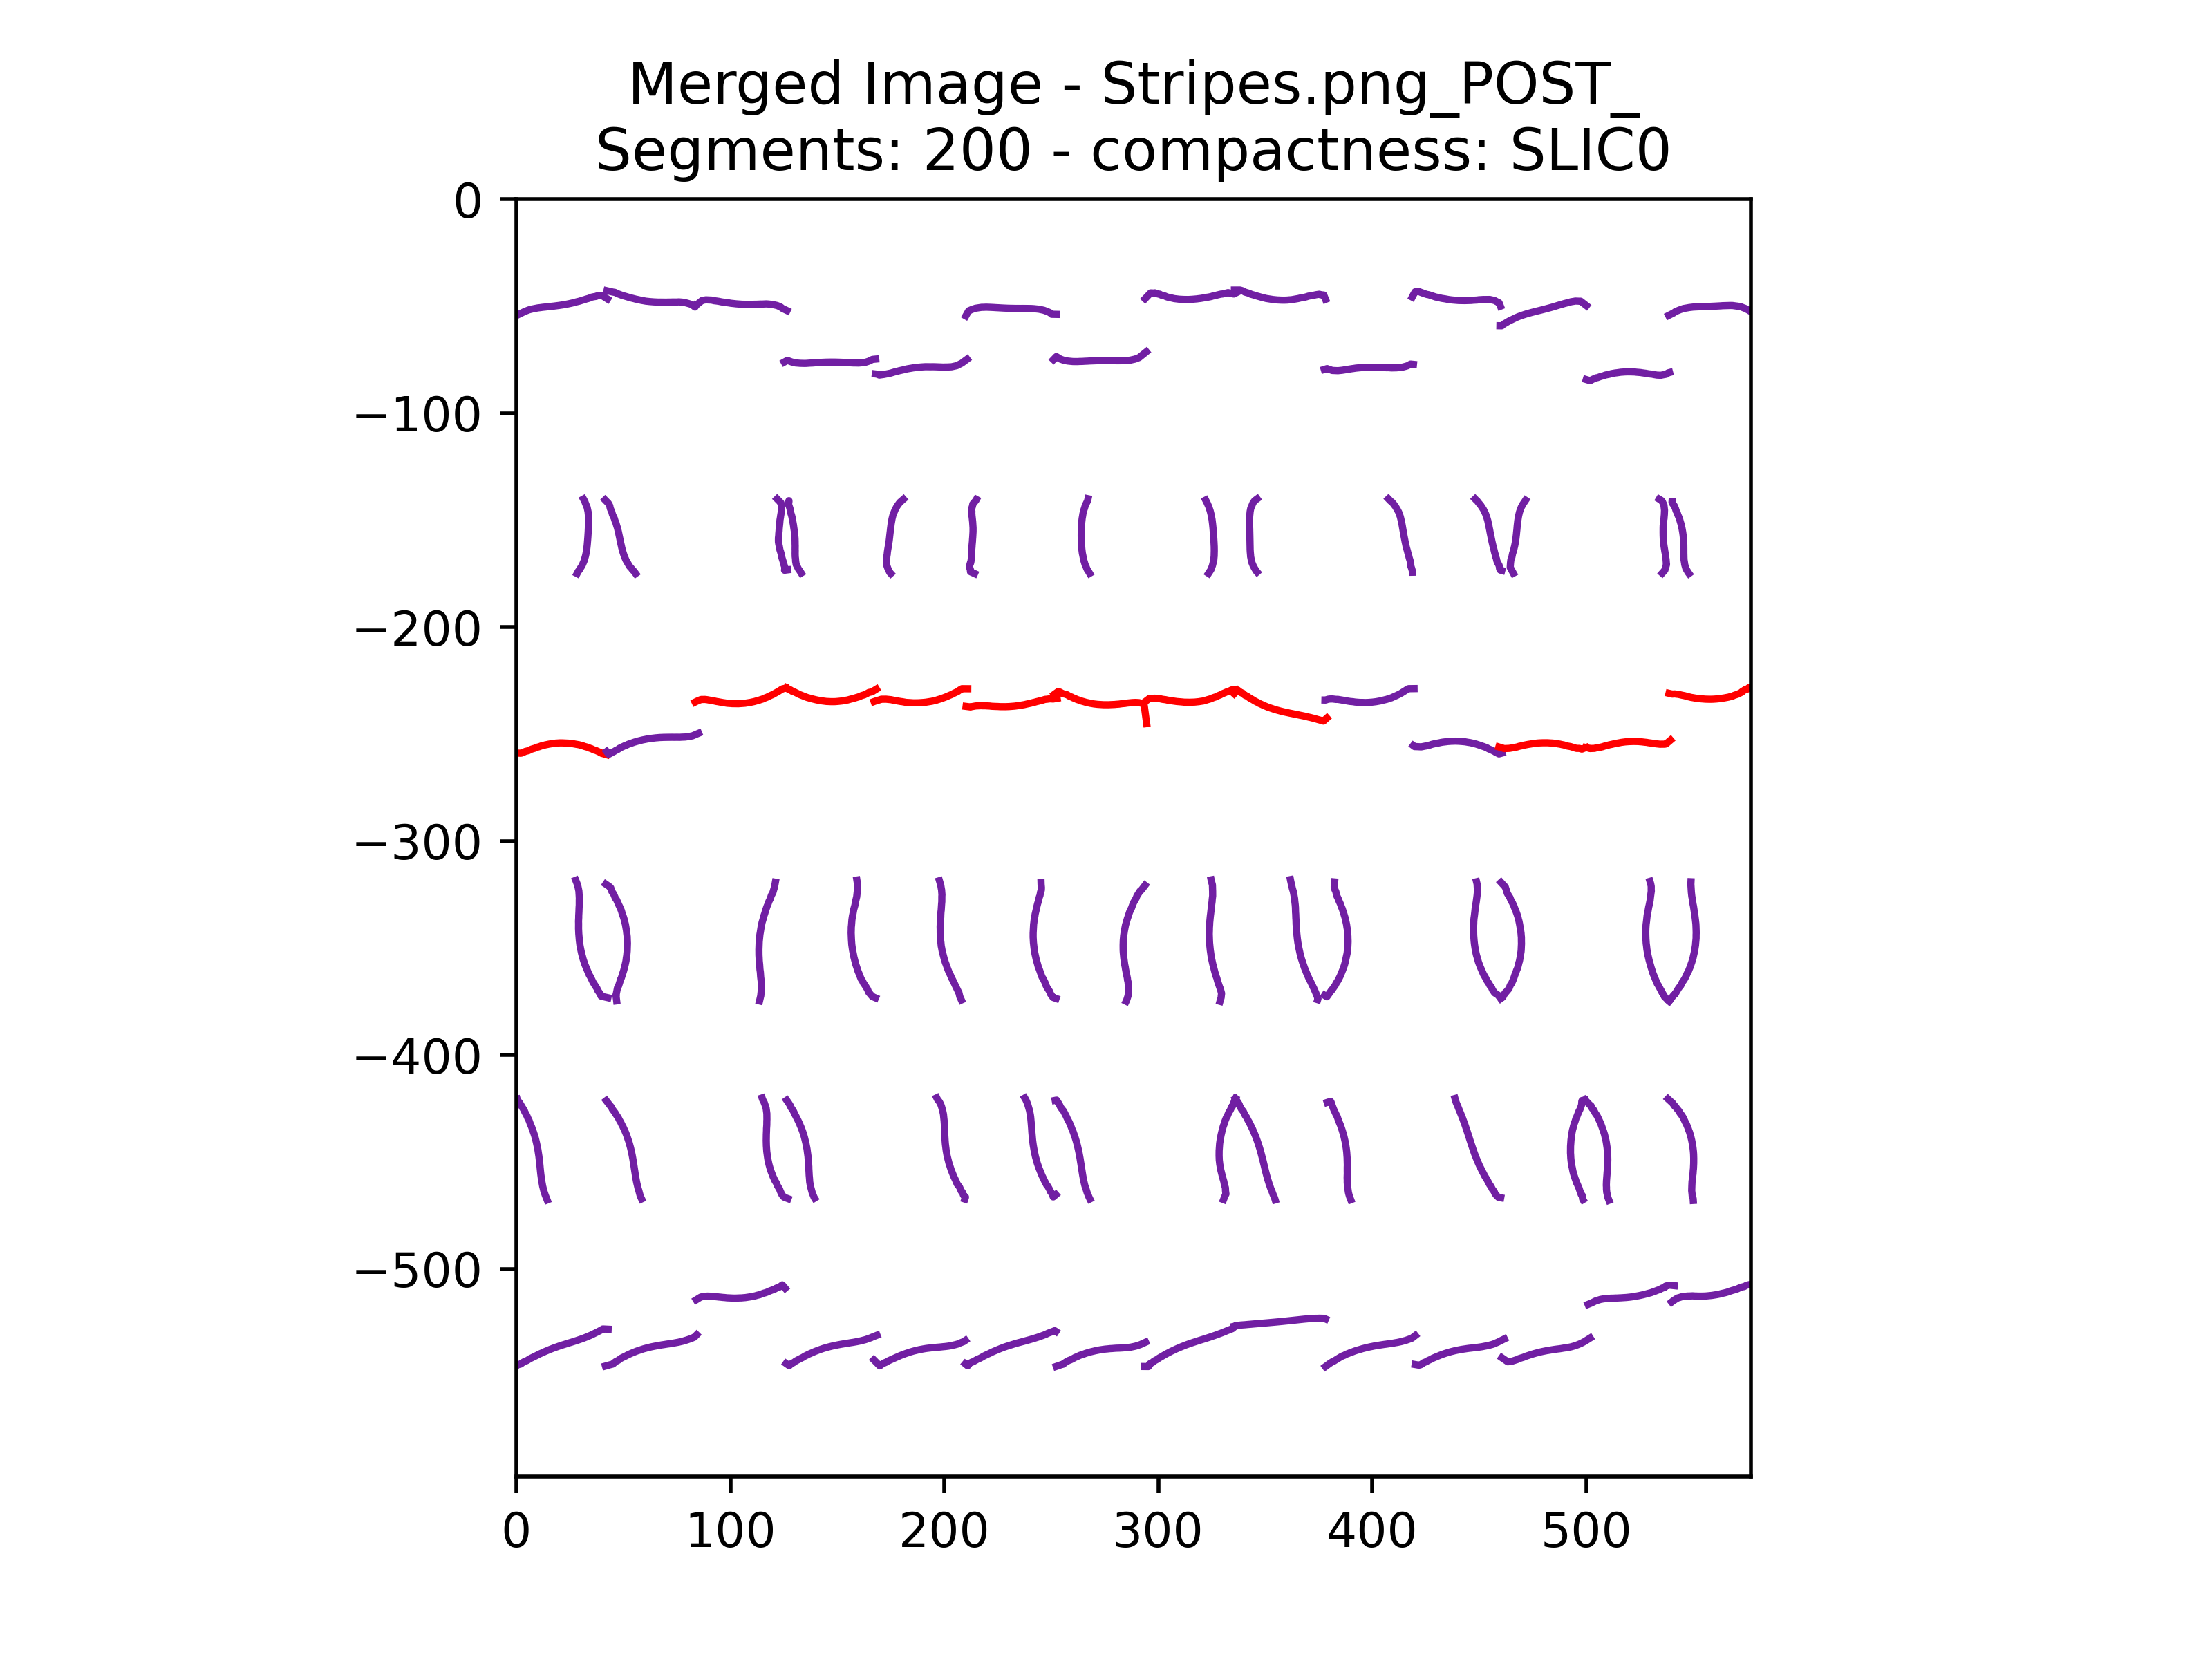 Merged Image - Stripes.png_POST_
Segments: 200 - compactness: SLIC0
0
−100
−200
−300
−400
−500
0 100 200 300 400 500